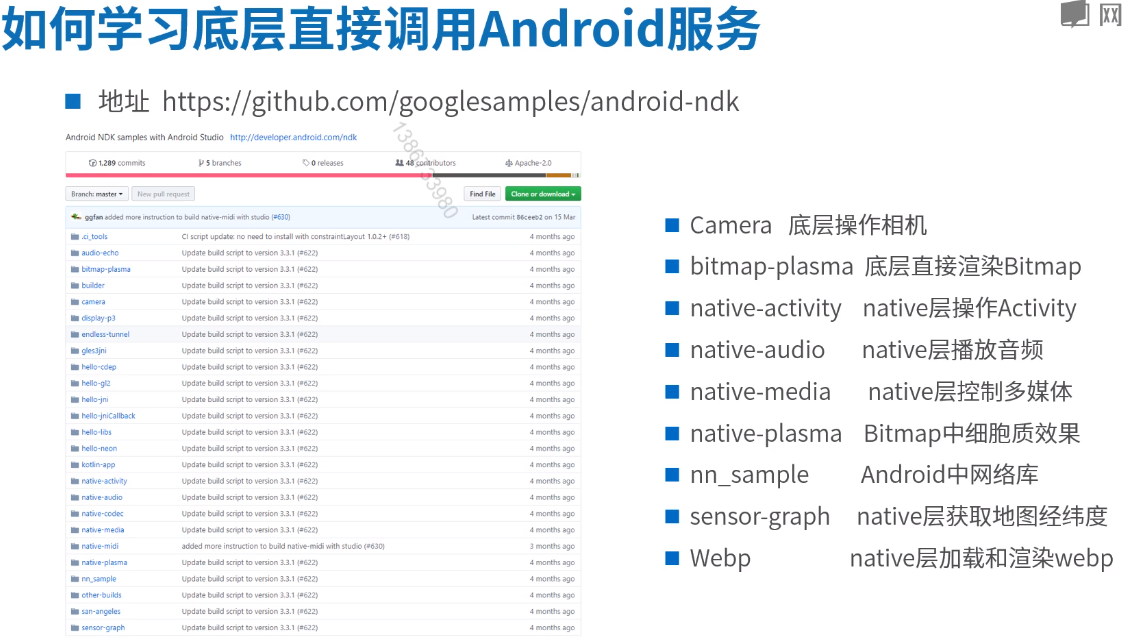 如何学习底层直接调用Android服务
地址 https://github.com/googlesamples/android-ndk
Android NDK samples with Android Studio http://developer.android.com/ndk
1,289 commits 5 branches 0 releases 48 contributors Apache-2.0
Branch: master New pull request Find File Clone or download
ggfan added more instruction to build native-midi with studio (#630) Latest commit 86ceeb2 on 15 Mar
.ci_tools CI script update: no need to install with constraintLayout 1.0.2+ (#618) 4 months ago
audio-echo Update build script to version 3.3.1 (#622) 4 months ago
bitmap-plasma Update build script to version 3.3.1 (#622) 4 months ago
builder Update build script to version 3.3.1 (#622) 4 months ago
camera Update build script to version 3.3.1 (#622) 4 months ago
display-p3 Update build script to version 3.3.1 (#622) 4 months ago
endless-tunnel Update build script to version 3.3.1 (#622) 4 months ago
gles3jni Update build script to version 3.3.1 (#622) 4 months ago
hello-cdep Update build script to version 3.3.1 (#622) 4 months ago
hello-gl2 Update build script to version 3.3.1 (#622) 4 months ago
hello-jni Update build script to version 3.3.1 (#622) 4 months ago
hello-jniCallback Update build script to version 3.3.1 (#622) 4 months ago
hello-libs Update build script to version 3.3.1 (#622) 4 months ago
hello-neon Update build script to version 3.3.1 (#622) 4 months ago
kotlin-app Update build script to version 3.3.1 (#622) 4 months ago
native-activity Update build script to version 3.3.1 (#622) 4 months ago
native-audio Update build script to version 3.3.1 (#622) 4 months ago
native-codec Update build script to version 3.3.1 (#622) 4 months ago
native-media Update build script to version 3.3.1 (#622) 4 months ago
native-midi added more instruction to build native-midi with studio (#630) 3 months ago
native-plasma Update build script to version 3.3.1 (#622) 4 months ago
nn_sample Update build script to version 3.3.1 (#622) 4 months ago
other-builds Update build script to version 3.3.1 (#622) 4 months ago
san-angeles Update build script to version 3.3.1 (#622) 4 months ago
sensor-graph Update build script to version 3.3.1 (#622) 4 months ago
Camera 底层操作相机
bitmap-plasma 底层直接渲染Bitmap
native-activity native层操作Activity
native-audio native层播放音频
native-media native层控制多媒体
native-plasma Bitmap中细胞质效果
nn_sample Android中网络库
sensor-graph native层获取地图经纬度
Webp native层加载和渲染webp